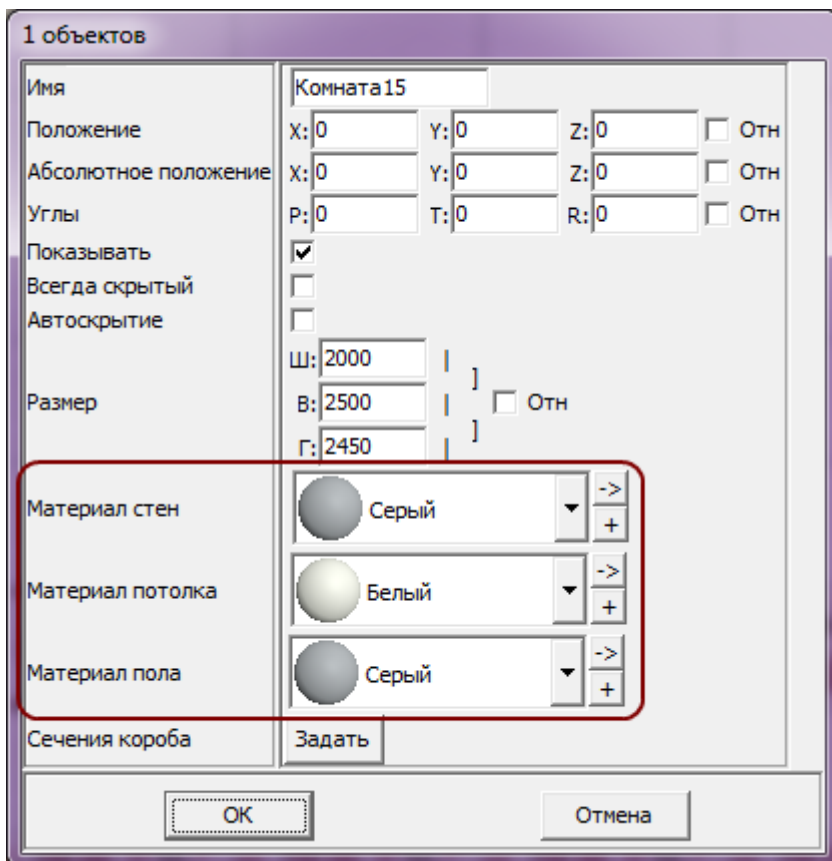 1 объектов
Имя Комната15
Положение X: 0 Y: 0 Z: 0 Отн
Абсолютное положение X: 0 Y: 0 Z: 0 Отн
Углы P: 0 T: 0 R: 0 Отн
Показывать
Всегда скрытый
Автоскрытие
Ш: 2000 | ]
Размер В: 2500 | Отн
Г: 2450 | ]
Материал стен Серый -> +
Материал потолка Белый -> +
Материал пола Серый -> +
Сечения короба Задать
OK Отмена